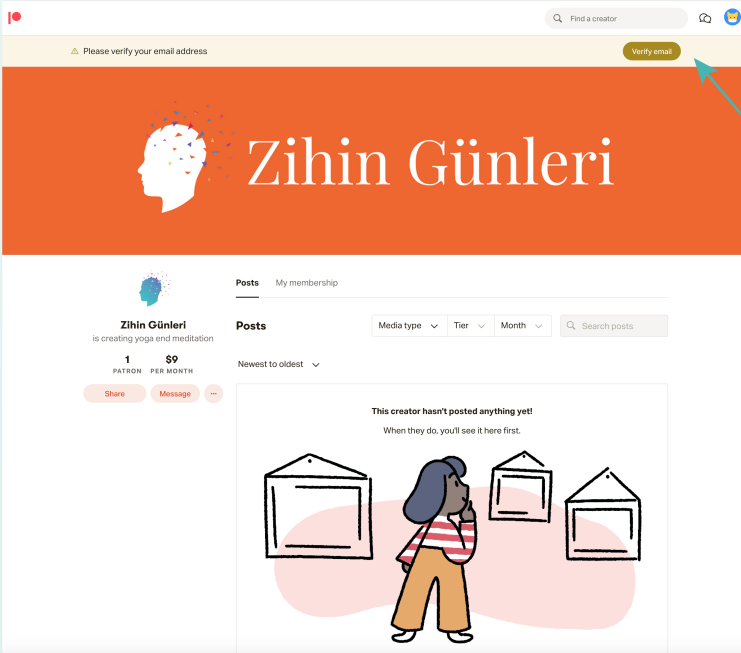 Find a creator
Please verify your email address
Verify email
Zihin Günleri
Posts
My membership
Zihin Günleri
is creating yoga end meditation
1
PATRON
$9
PER MONTH
Share
Message
Posts
Media type
Tier
Month
Search posts
Newest to oldest
This creator hasn't posted anything yet!
When they do, you'll see it here first.